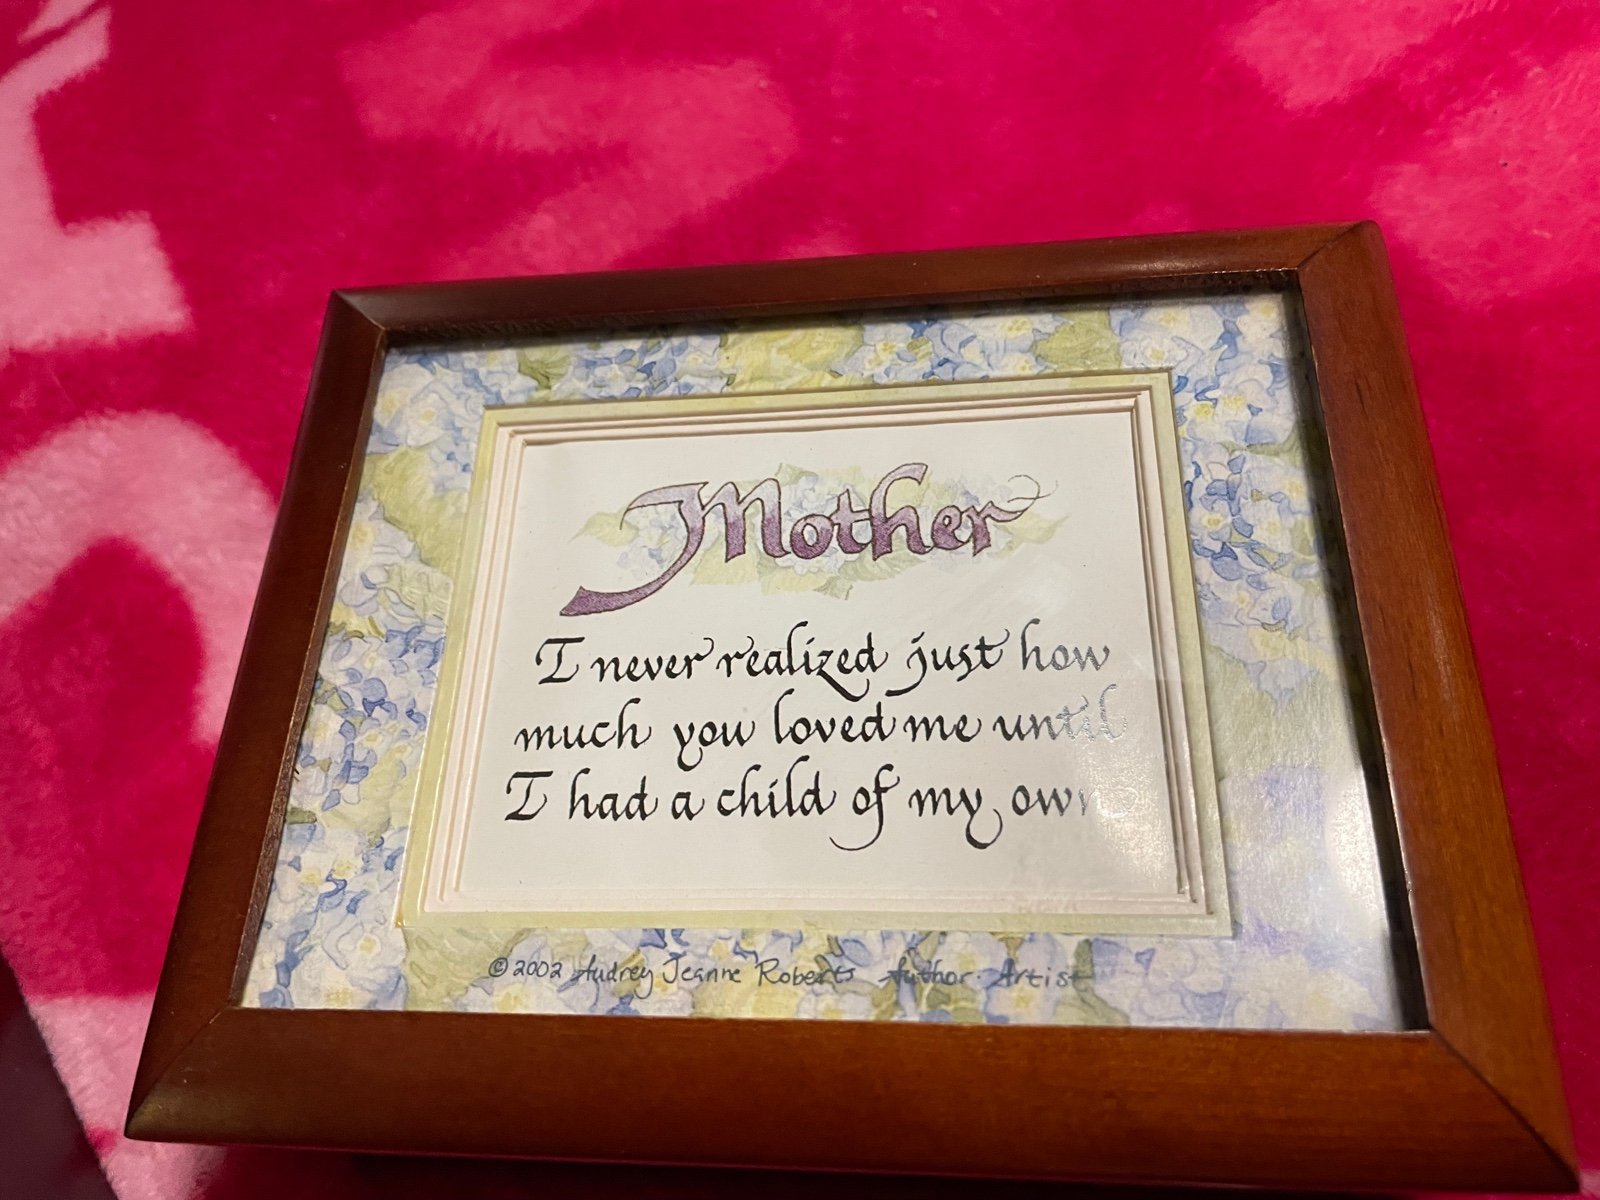 Mother
I never realized just how
much you loved me until
I had a child of my own
© 2002 Audrey Jeanne Roberts Author · Artist